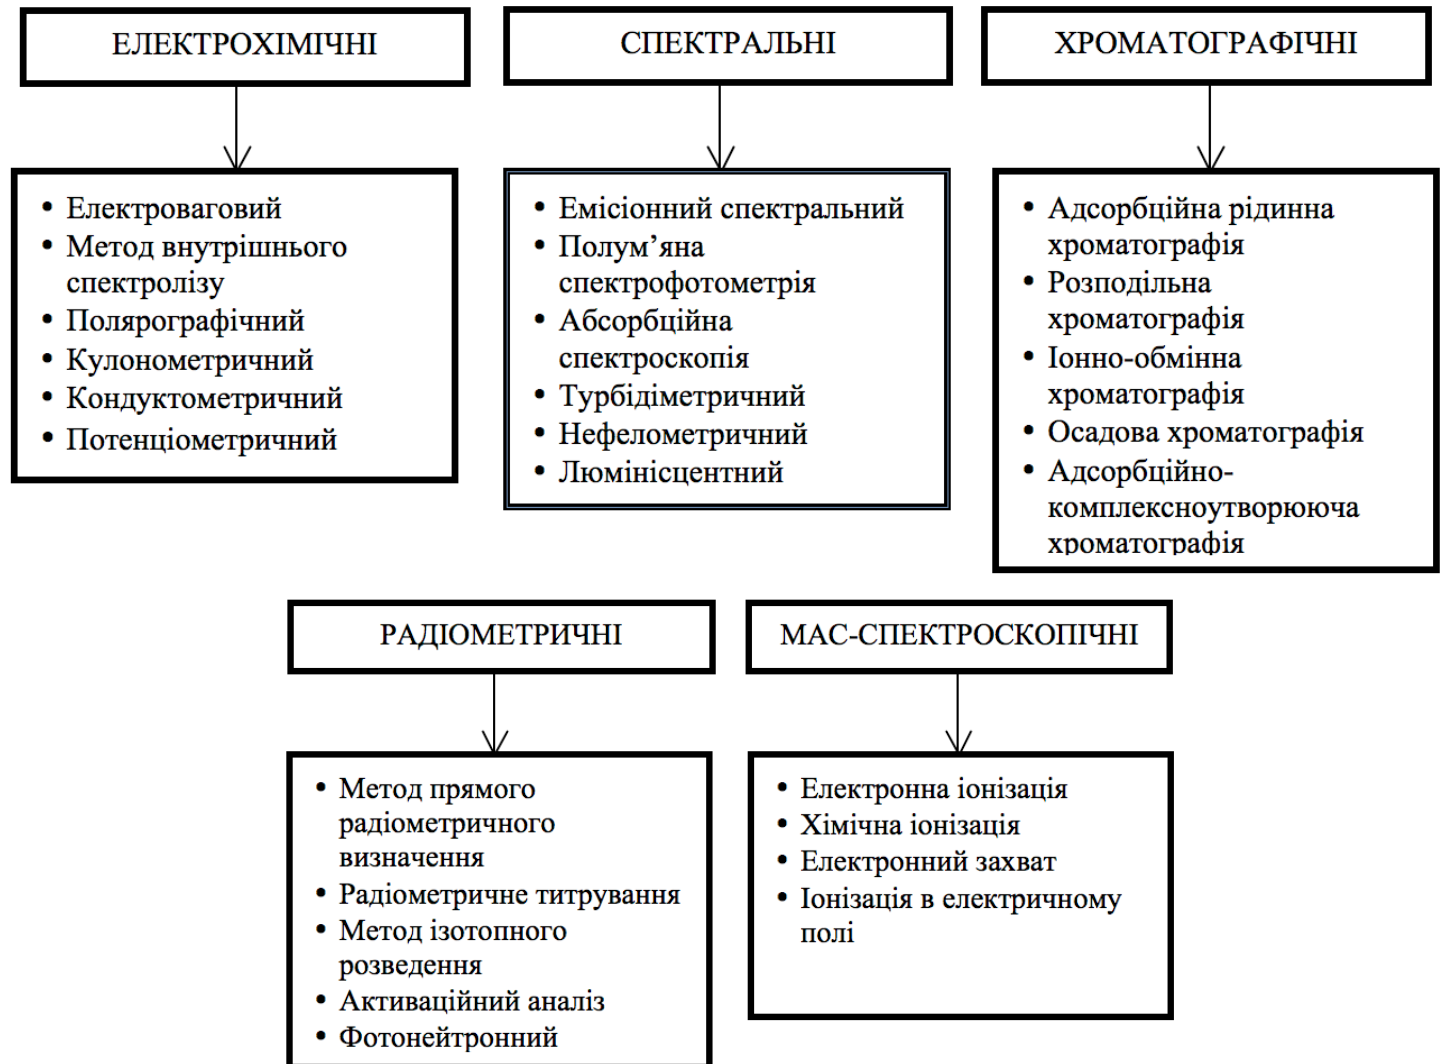 ЕЛЕКТРОХІМІЧНІ
• Електроваговий
• Метод внутрішнього
спектролізу
• Полярографічний
• Кулонометричний
• Кондуктометричний
• Потенціометричний
СПЕКТРАЛЬНІ
• Емісіонний спектральний
• Полум’яна
спектрофотометрія
• Абсорбційна
спектроскопія
• Турбідіметричний
• Нефелометричний
• Люмінісцентний
ХРОМАТОГРАФІЧНІ
• Адсорбційна рідинна
хроматографія
• Розподільна
хроматографія
• Іонно-обмінна
хроматографія
• Осадова хроматографія
• Адсорбційно-
комплексноутворююча
хроматографія
РАДІОМЕТРИЧНІ
• Метод прямого
радіометричного
визначення
• Радіометричне титрування
• Метод ізотопного
розведення
• Активаційний аналіз
• Фотонейтронний
МАС-СПЕКТРОСКОПІЧНІ
• Електронна іонізація
• Хімічна іонізація
• Електронний захват
• Іонізація в електричному
полі